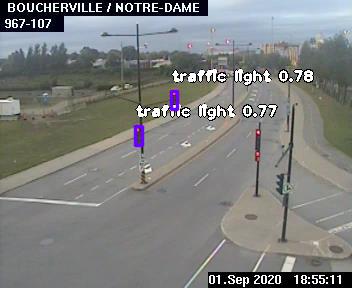 BOUCHERVILLE / NOTRE-DAME
967-107
traffic light 0.78
traffic light 0.77
01.Sep 2020 18:55:11